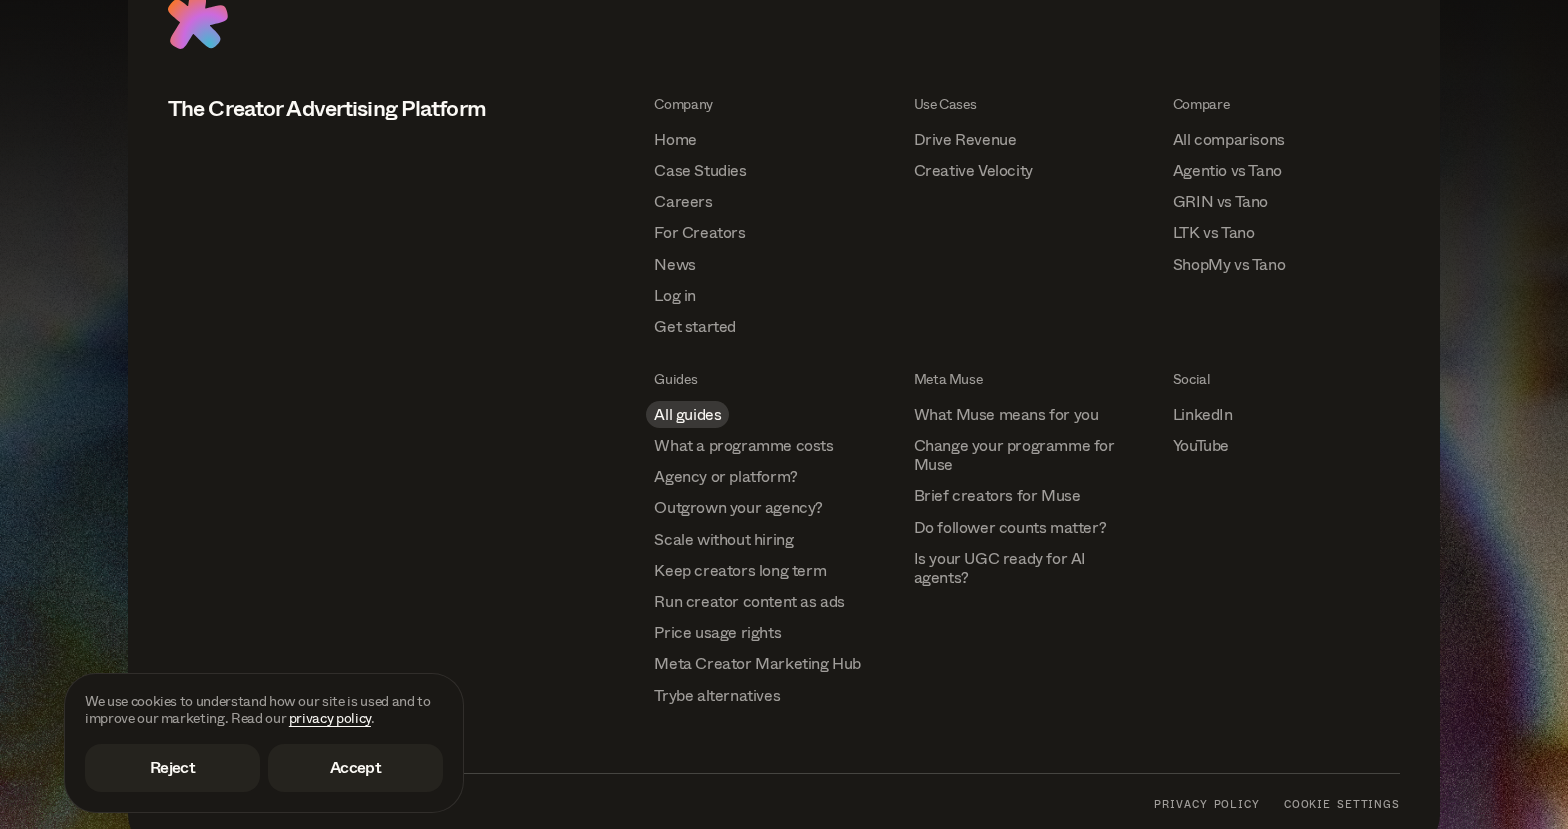 The Creator Advertising Platform
Company
Home
Case Studies
Careers
For Creators
News
Log in
Get started
Use Cases
Drive Revenue
Creative Velocity
Compare
All comparisons
Agentio vs Tano
GRIN vs Tano
LTK vs Tano
ShopMy vs Tano
Guides
All guides
What a programme costs
Agency or platform?
Outgrown your agency?
Scale without hiring
Keep creators long term
Run creator content as ads
Price usage rights
Meta Creator Marketing Hub
Trybe alternatives
Meta Muse
What Muse means for you
Change your programme for
Muse
Brief creators for Muse
Do follower counts matter?
Is your UGC ready for AI
agents?
Social
LinkedIn
YouTube
We use cookies to understand how our site is used and to
improve our marketing. Read our privacy policy.
Reject
Accept
PRIVACY POLICY
COOKIE SETTINGS